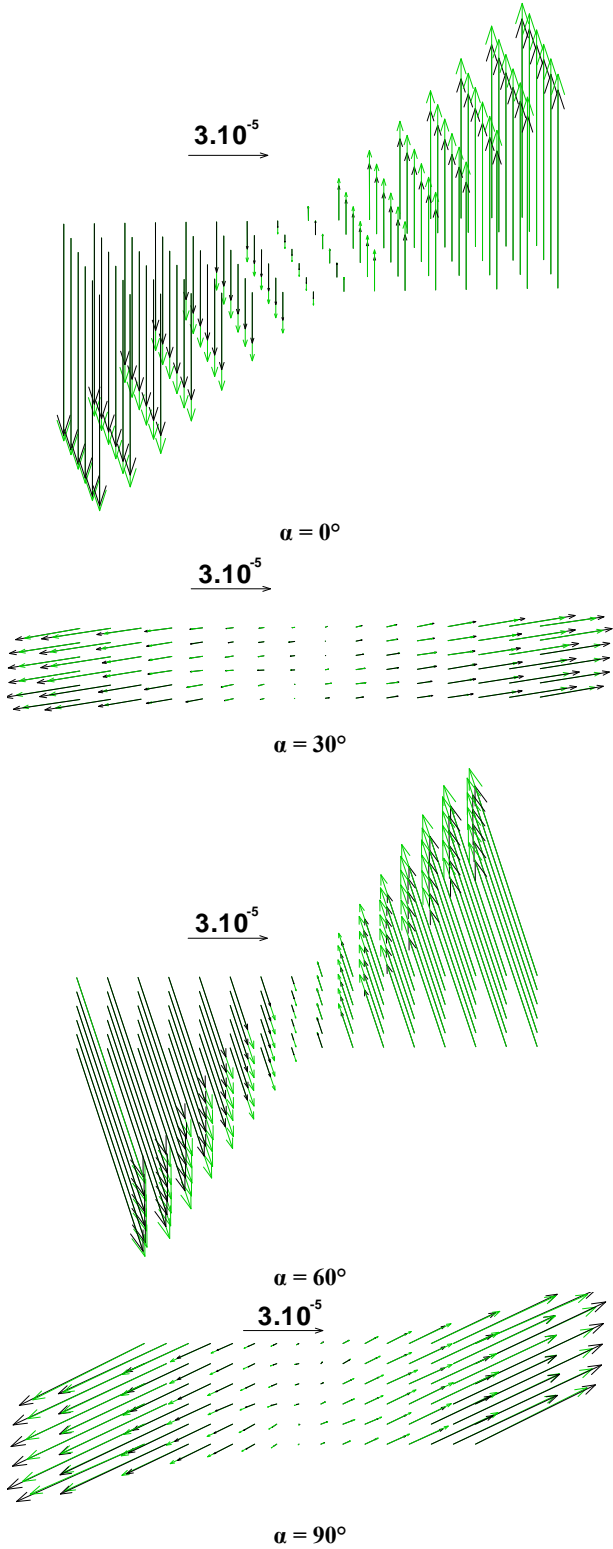 3.10⁻⁵
α = 0°
3.10⁻⁵
α = 30°
3.10⁻⁵
α = 60°
3.10⁻⁵
α = 90°